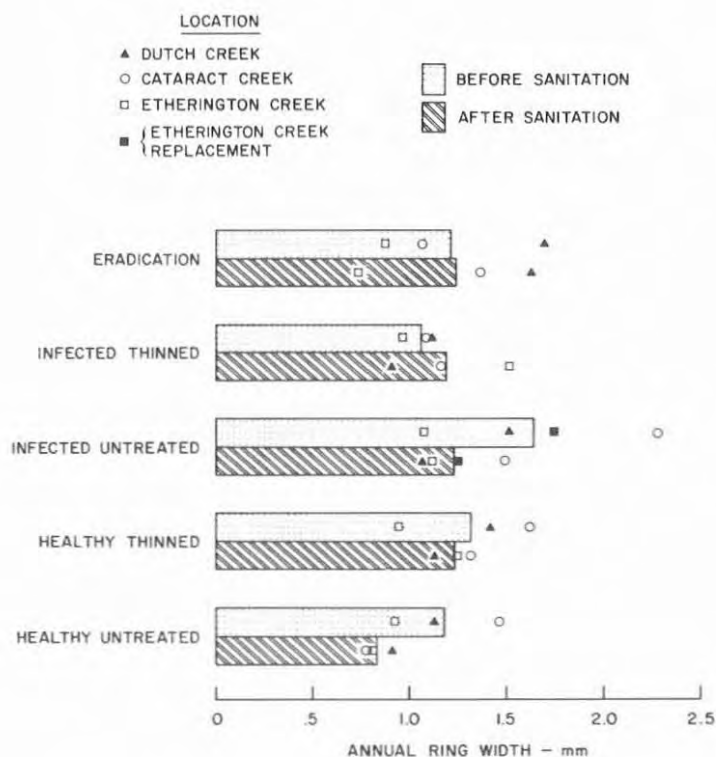 LOCATION
▲ DUTCH CREEK
○ CATARACT CREEK
□ ETHERINGTON CREEK
■ { ETHERINGTON CREEK
REPLACEMENT
BEFORE SANITATION
AFTER SANITATION
ERADICATION
INFECTED THINNED
INFECTED UNTREATED
HEALTHY THINNED
HEALTHY UNTREATED
0 .5 1.0 1.5 2.0 2.5
ANNUAL RING WIDTH – mm